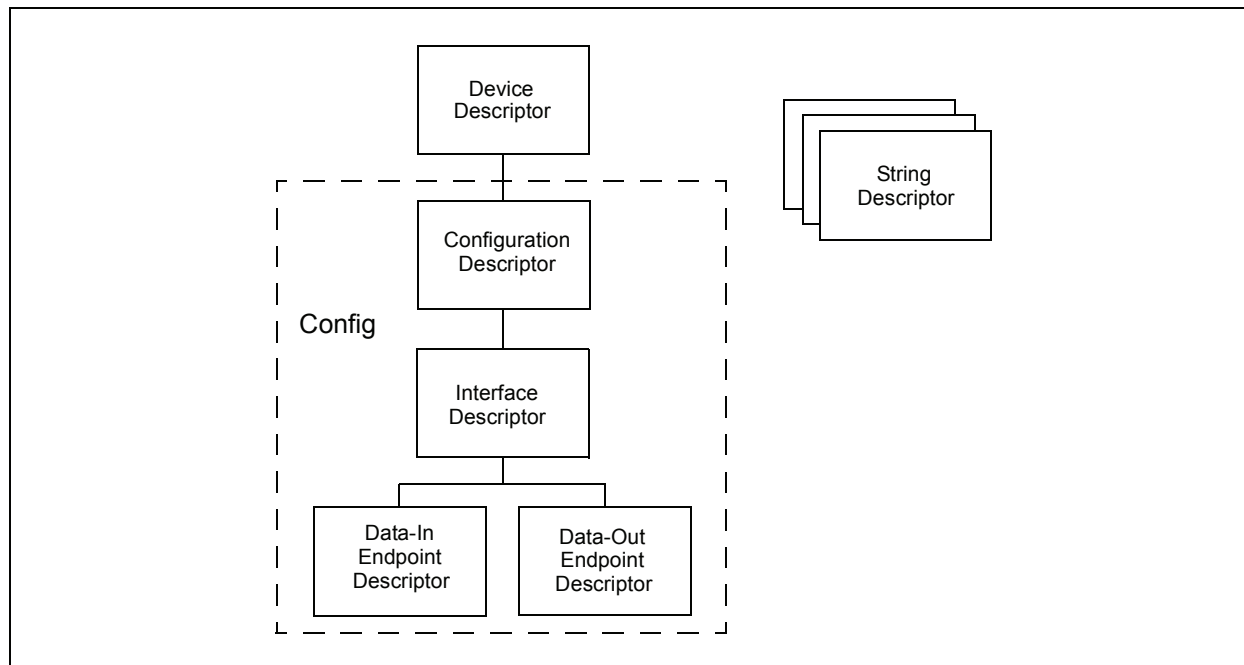 Device
Descriptor
String
Descriptor
Configuration
Descriptor
Config
Interface
Descriptor
Data-In
Endpoint
Descriptor
Data-Out
Endpoint
Descriptor